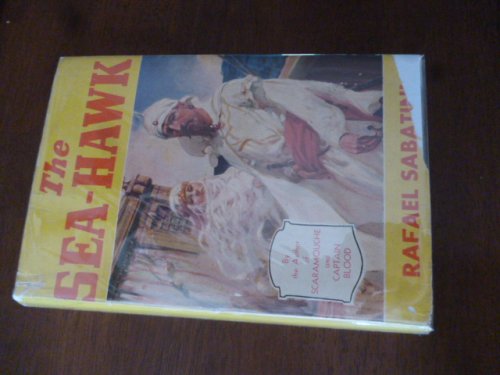 The
SEA-HAWK
By
the Author
of
SCARAMOUCHE
and
CAPTAIN
BLOOD
RAFAEL SABATINI